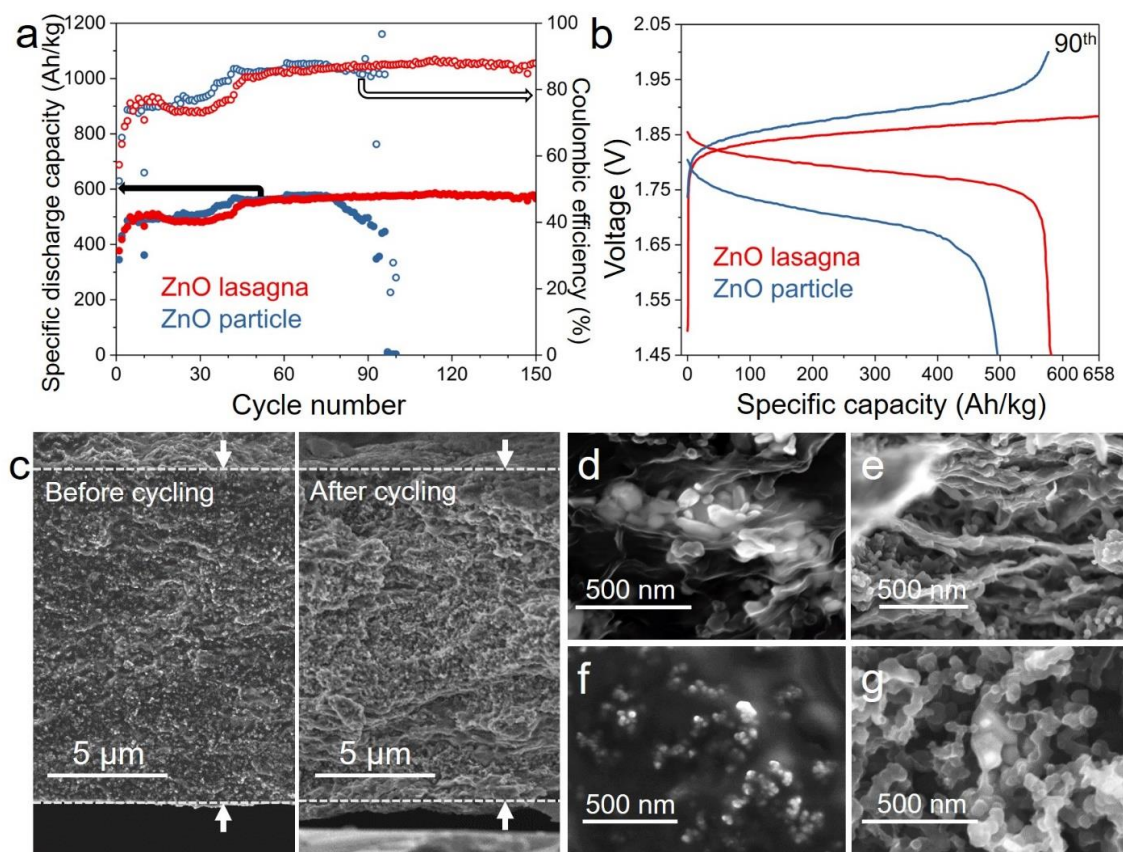 a
Specific discharge capacity (Ah/kg)
1200
1000
800
600
400
200
0
0
30
60
90
120
150
Cycle number
100
80
60
40
20
0
Coulombic efficiency (%)
ZnO lasagna
ZnO particle
b
Voltage (V)
2.05
1.95
1.85
1.75
1.65
1.55
1.45
90th
ZnO lasagna
ZnO particle
0
100
200
300
400
500
600
658
Specific capacity (Ah/kg)
c
Before cycling
5 μm
After cycling
5 μm
d
500 nm
e
500 nm
f
500 nm
g
500 nm